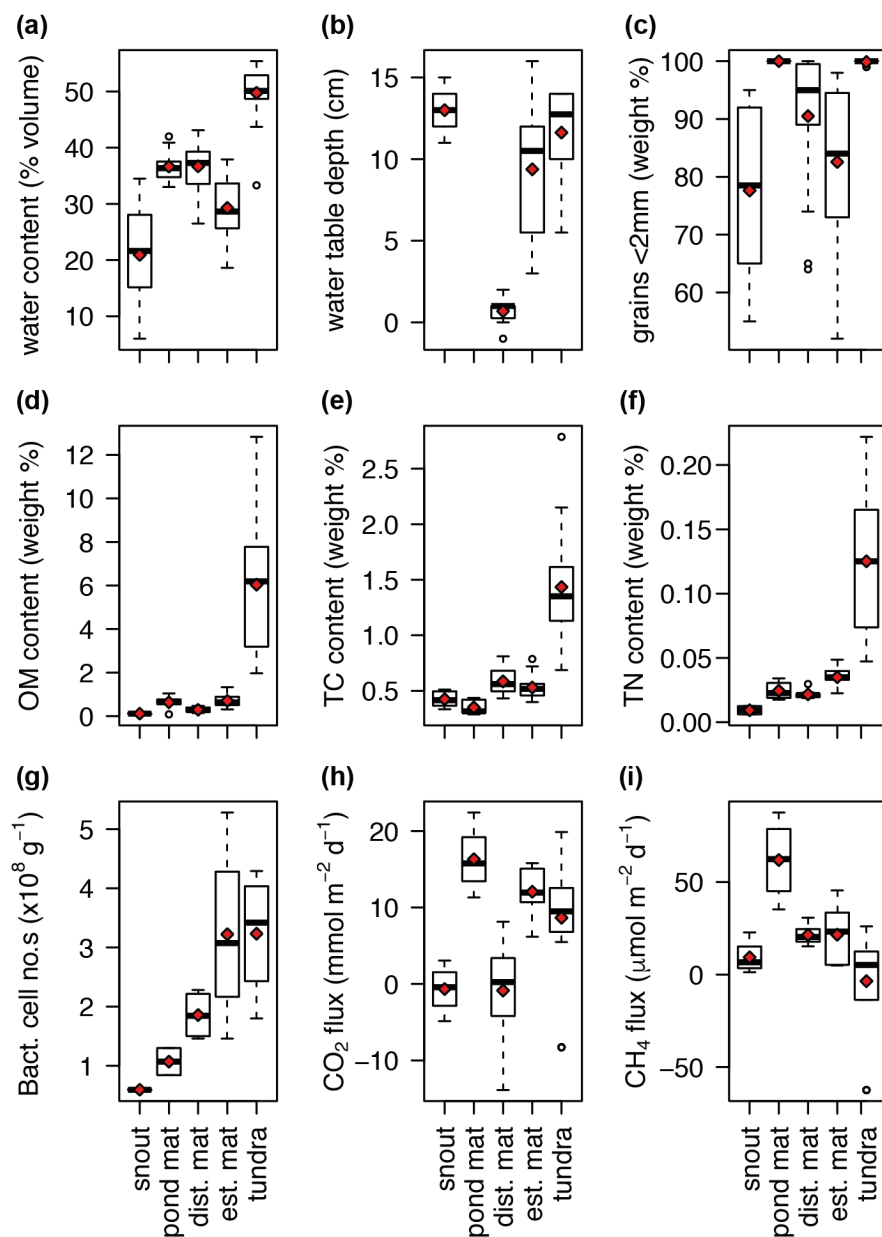 (a)
water content (% volume)
50
40
30
20
10
(b)
water table depth (cm)
15
10
5
0
(c)
grains <2mm (weight %)
100
90
80
70
60
(d)
OM content (weight %)
12
10
8
6
4
2
0
(e)
TC content (weight %)
2.5
2.0
1.5
1.0
0.5
(f)
TN content (weight %)
0.20
0.15
0.10
0.05
0.00
(g)
Bact. cell no.s (x10⁸ g⁻¹)
5
4
3
2
1
snout
pond mat
dist. mat
est. mat
tundra
(h)
CO₂ flux (mmol m⁻² d⁻¹)
20
10
0
−10
snout
pond mat
dist. mat
est. mat
tundra
(i)
CH₄ flux (μmol m⁻² d⁻¹)
50
0
−50
snout
pond mat
dist. mat
est. mat
tundra